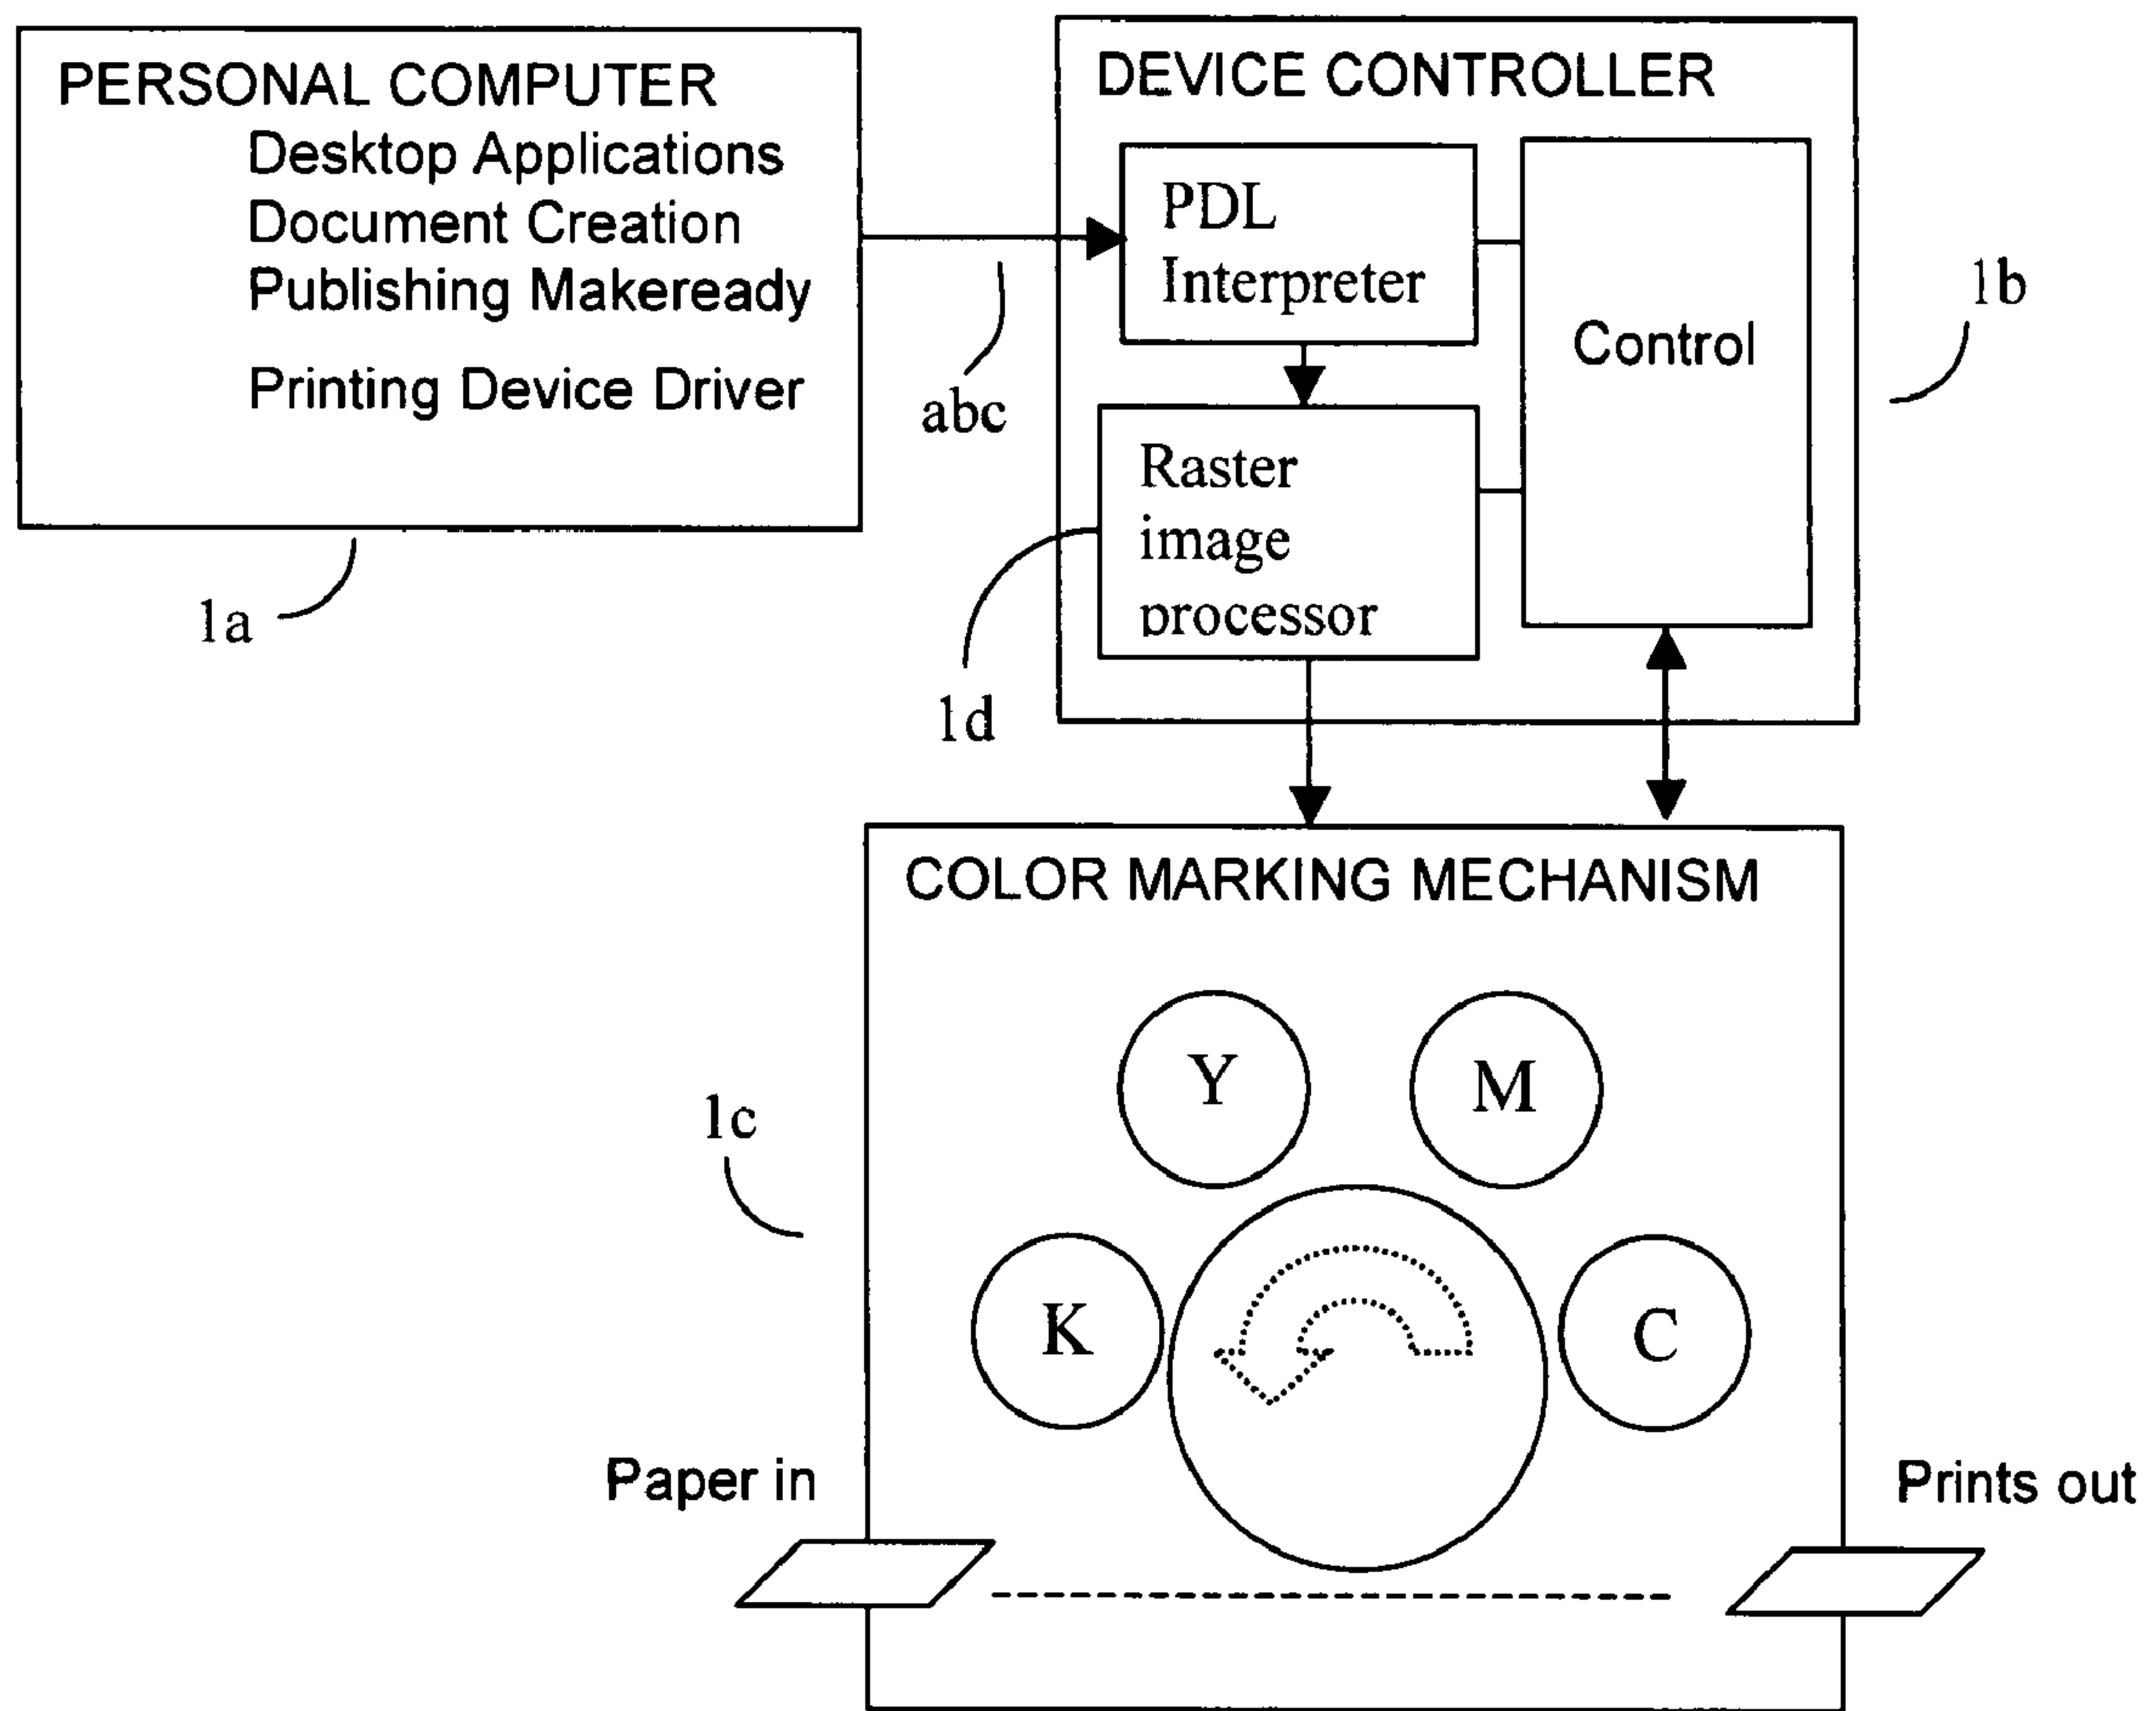 PERSONAL COMPUTER
Desktop Applications
Document Creation
Publishing Makeready
Printing Device Driver
1a
abc
DEVICE CONTROLLER
PDL
Interpreter
Control
1b
Raster
image
processor
1d
COLOR MARKING MECHANISM
Y
M
1c
K
C
Paper in
Prints out